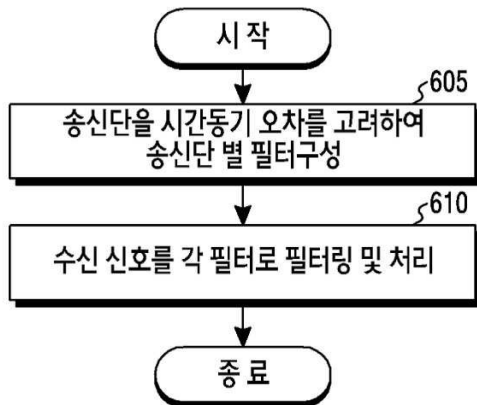 시 작
605
송신단을 시간동기 오차를 고려하여
송신단 별 필터구성
610
수신 신호를 각 필터로 필터링 및 처리
종 료